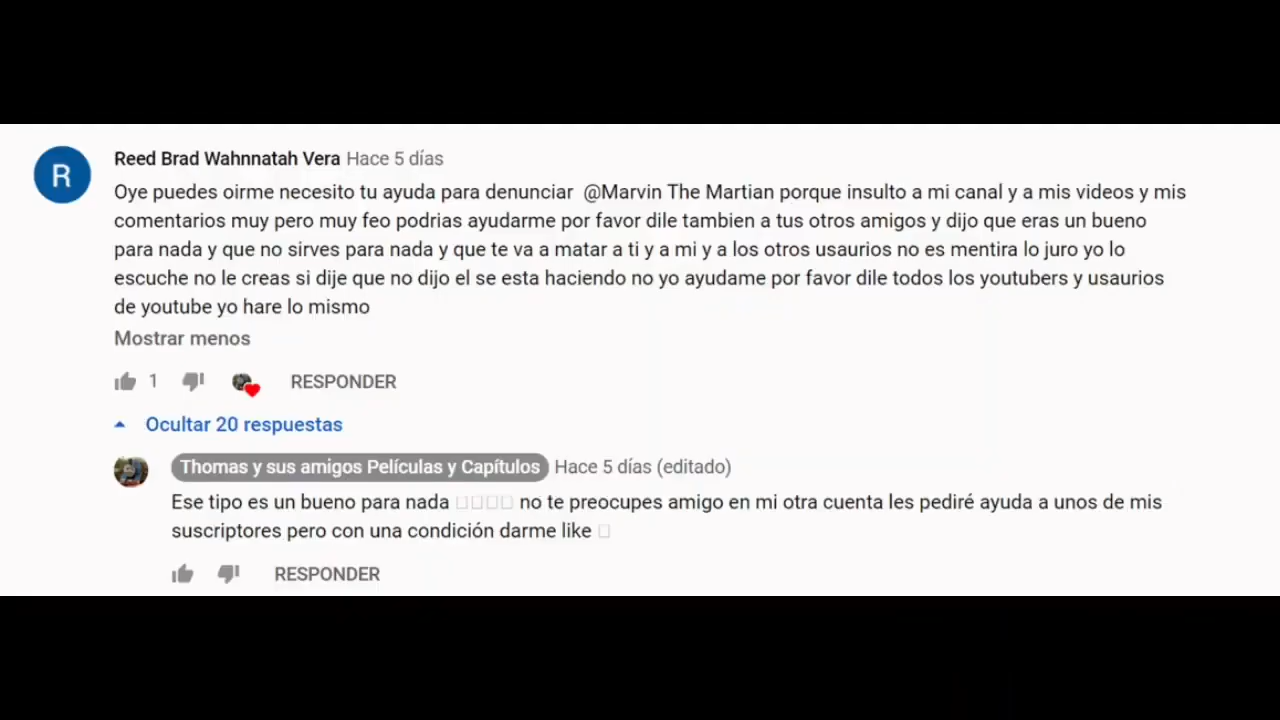 R
Reed Brad Wahnnatah Vera Hace 5 días
Oye puedes oirme necesito tu ayuda para denunciar @Marvin The Martian porque insulto a mi canal y a mis videos y mis
comentarios muy pero muy feo podrias ayudarme por favor dile tambien a tus otros amigos y dijo que eras un bueno
para nada y que no sirves para nada y que te va a matar a ti y a mi y a los otros usaurios no es mentira lo juro yo lo
escuche no le creas si dije que no dijo el se esta haciendo no yo ayudame por favor dile todos los youtubers y usaurios
de youtube yo hare lo mismo
Mostrar menos
1 RESPONDER
Ocultar 20 respuestas
Thomas y sus amigos Películas y Capítulos Hace 5 días (editado)
Ese tipo es un bueno para nada □□□□ no te preocupes amigo en mi otra cuenta les pediré ayuda a unos de mis
suscriptores pero con una condición darme like □
RESPONDER